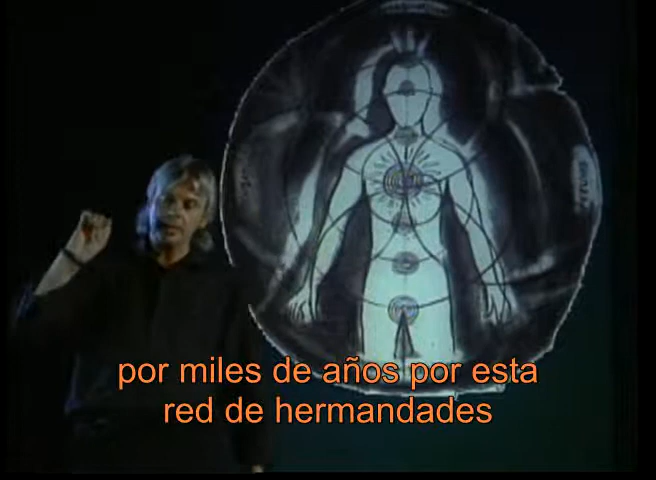 por miles de años por esta
red de hermandades